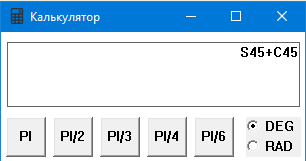 Калькулятор
S45+C45
PI PI/2 PI/3 PI/4 PI/6
DEG
RAD